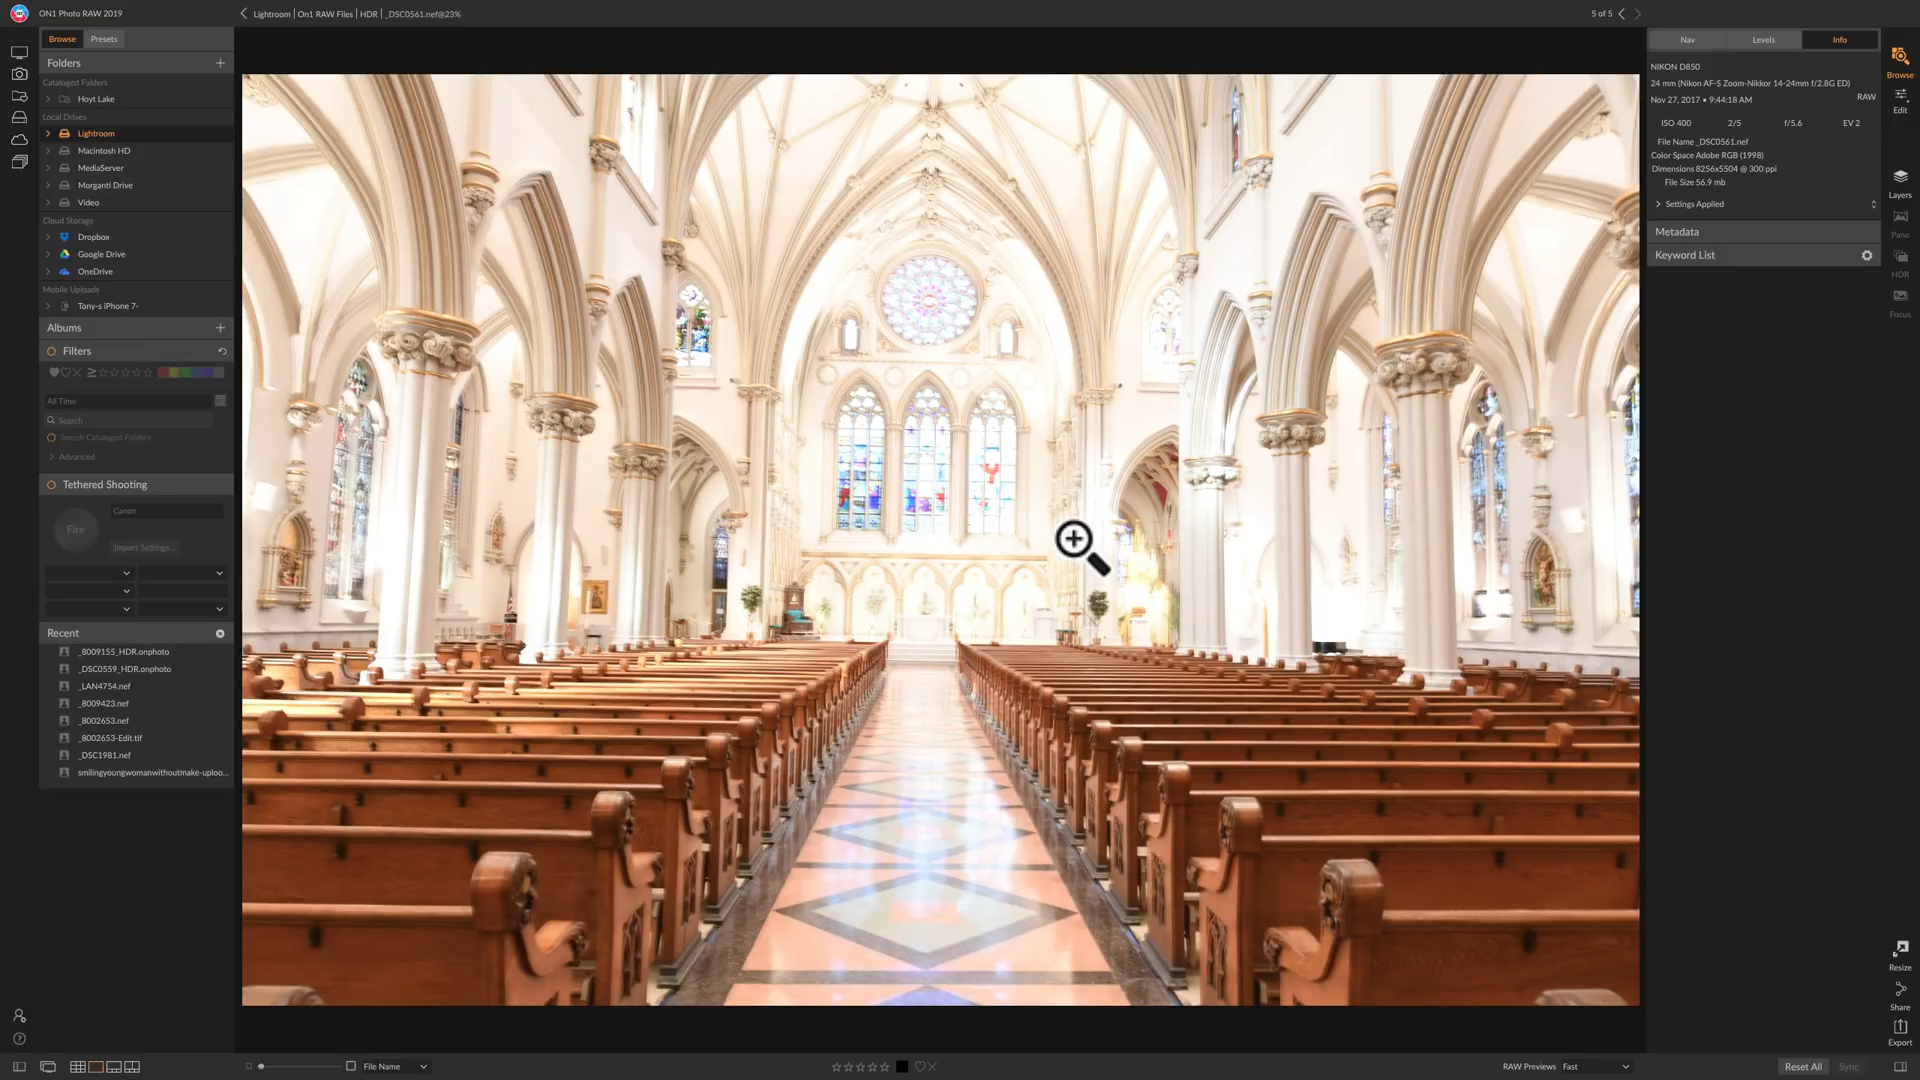 ON1 Photo RAW 2019
Lightroom | On1 RAW Files | HDR | _DSC0561.nef@23%
5 of 5
Browse
Presets
Folders
Cataloged Folders
Hoyt Lake
Local Drives
Lightroom
Macintosh HD
MediaServer
Morganti Drive
Video
Cloud Storage
Dropbox
Google Drive
OneDrive
Mobile Uploads
Tony-s iPhone 7-
Albums
Filters
All Time
Search
Search Cataloged Folders
Advanced
Tethered Shooting
Canon
Fire
Import Settings...
Recent
_8009155_HDR.onphoto
_DSC0559_HDR.onphoto
_LAN4754.nef
_8009423.nef
_8002653.nef
_8002653-Edit.tif
_DSC1981.nef
smilingyoungwomanwithoutmake-uploo...
Nav
Levels
Info
NIKON D850
24 mm (Nikon AF-S Zoom-Nikkor 14-24mm f/2.8G ED)
Nov 27, 2017 • 9:44:18 AM
RAW
ISO 400
2/5
f/5.6
EV 2
File Name _DSC0561.nef
Color Space Adobe RGB (1998)
Dimensions 8256x5504 @ 300 ppi
File Size 56.9 mb
Settings Applied
Metadata
Keyword List
Browse
Edit
Layers
Pano
HDR
Focus
Resize
Share
Export
File Name
RAW Previews
Fast
Reset All
Sync